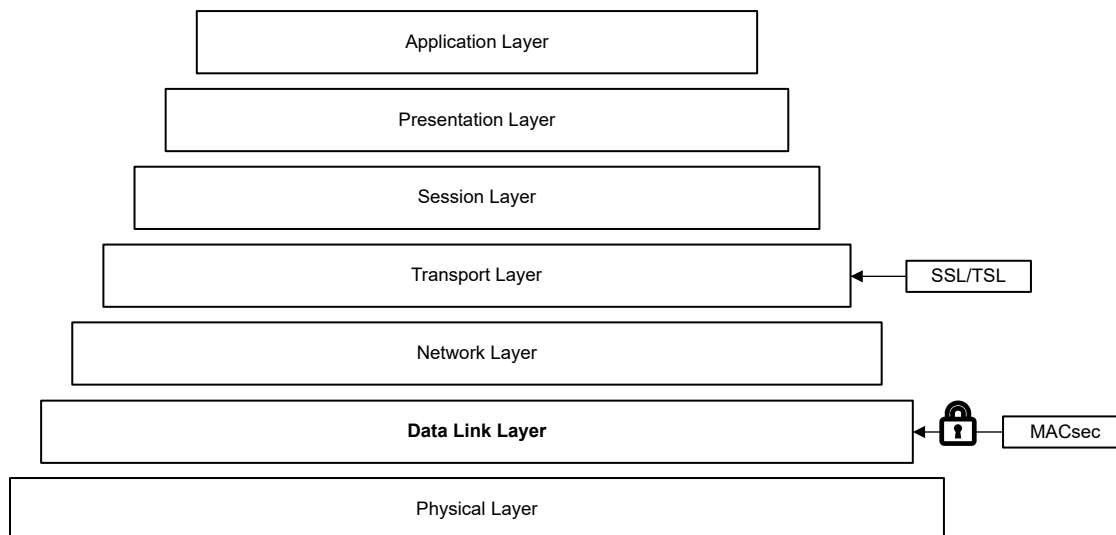 Application Layer
Presentation Layer
Session Layer
Transport Layer
SSL/TSL
Network Layer
Data Link Layer
MACsec
Physical Layer